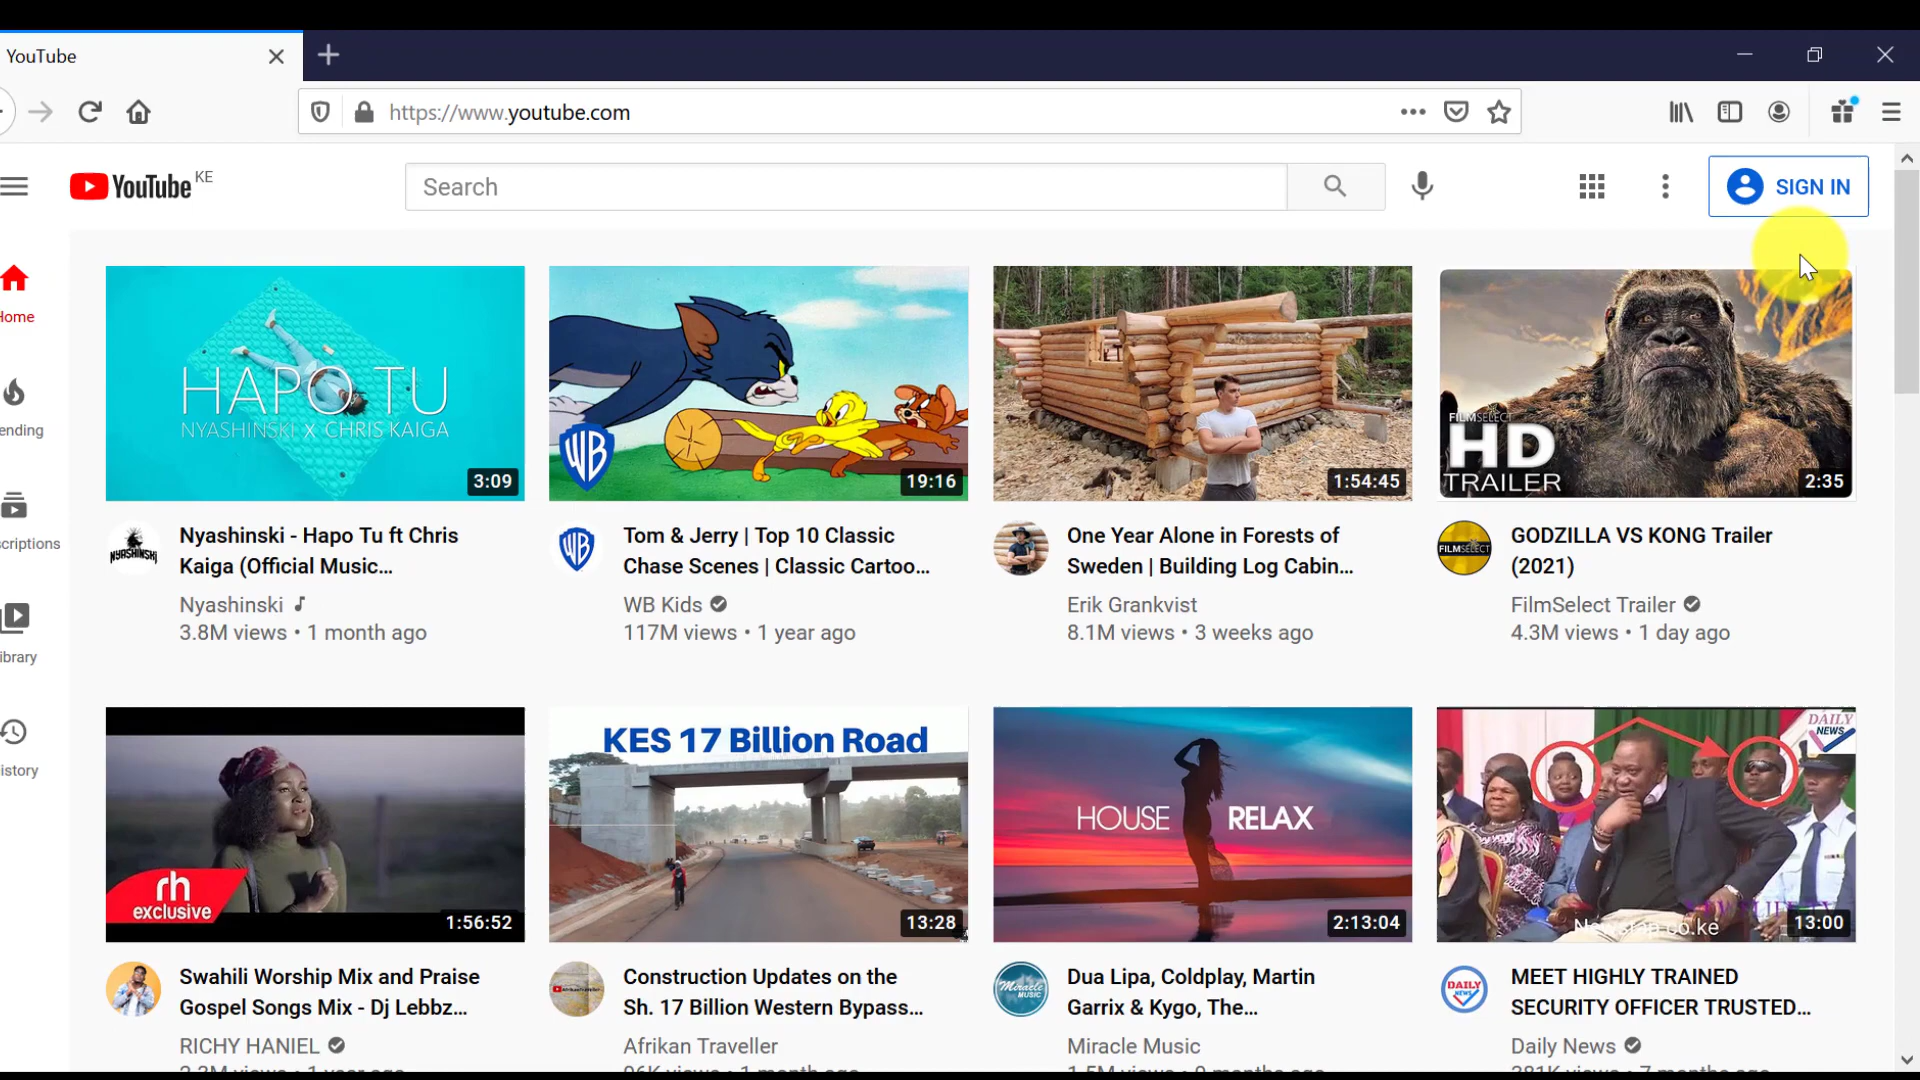 YouTube
https://www.youtube.com
YouTube KE
Search
SIGN IN
Home
ending
criptions
ibrary
istory
HAPO TU
NYASHINSKI X CHRIS KAIGA
3:09
WB
19:16
1:54:45
FILMSELECT
HD
TRAILER
2:35
NYASHINSKI
Nyashinski - Hapo Tu ft Chris
Kaiga (Official Music...
Nyashinski
3.8M views • 1 month ago
WB
Tom & Jerry | Top 10 Classic
Chase Scenes | Classic Cartoo...
WB Kids
117M views • 1 year ago
One Year Alone in Forests of
Sweden | Building Log Cabin...
Erik Grankvist
8.1M views • 3 weeks ago
FILMSELECT
GODZILLA VS KONG Trailer
(2021)
FilmSelect Trailer
4.3M views • 1 day ago
rh
exclusive
1:56:52
KES 17 Billion Road
13:28
HOUSE RELAX
2:13:04
DAILY
NEWS
13:00
Swahili Worship Mix and Praise
Gospel Songs Mix - Dj Lebbz...
RICHY HANIEL
Construction Updates on the
Sh. 17 Billion Western Bypass...
Afrikan Traveller
Miracle
MUSIC
Dua Lipa, Coldplay, Martin
Garrix & Kygo, The...
Miracle Music
DAILY
MEET HIGHLY TRAINED
SECURITY OFFICER TRUSTED...
Daily News